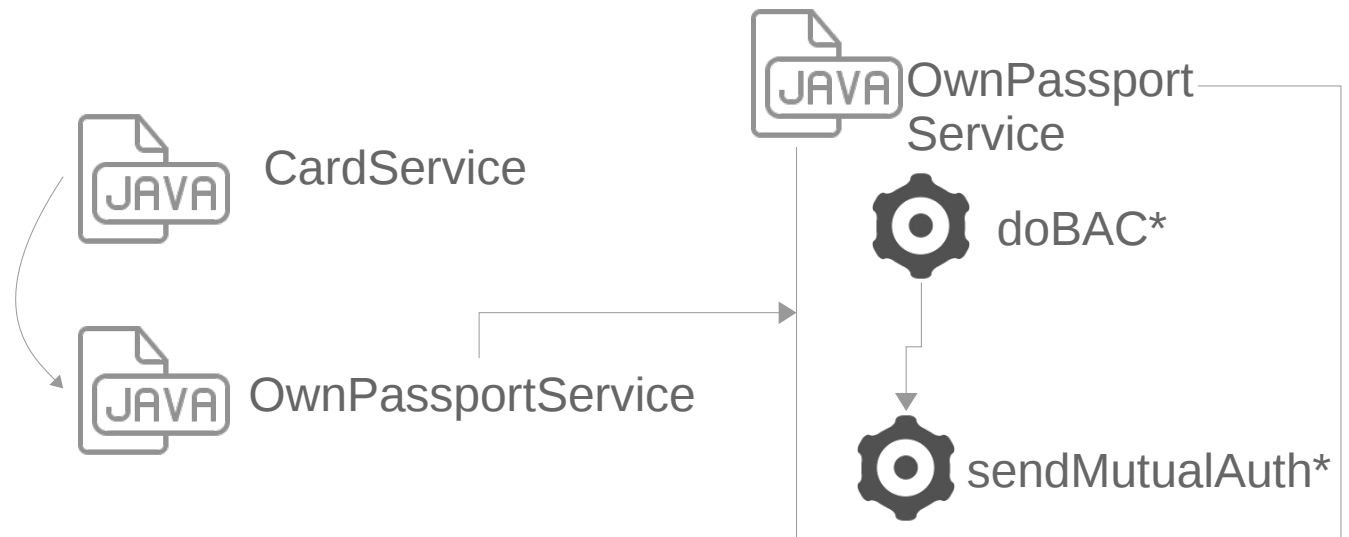 JAVA
CardService
JAVA
OwnPassportService
JAVA
OwnPassport
Service
doBAC*
sendMutualAuth*